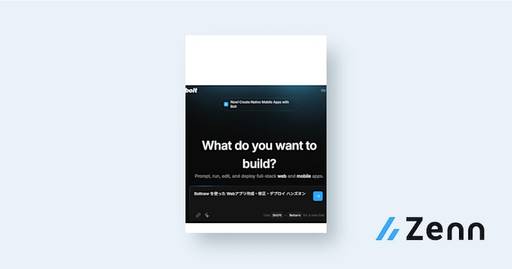 bolt
New! Create Native Mobile Apps with
Bolt
What do you want to
build?
Prompt, run, edit, and deploy full-stack web and mobile apps.
Boltnew を使った Webアプリ作成・修正・デプロイ ハンズオン
Zenn